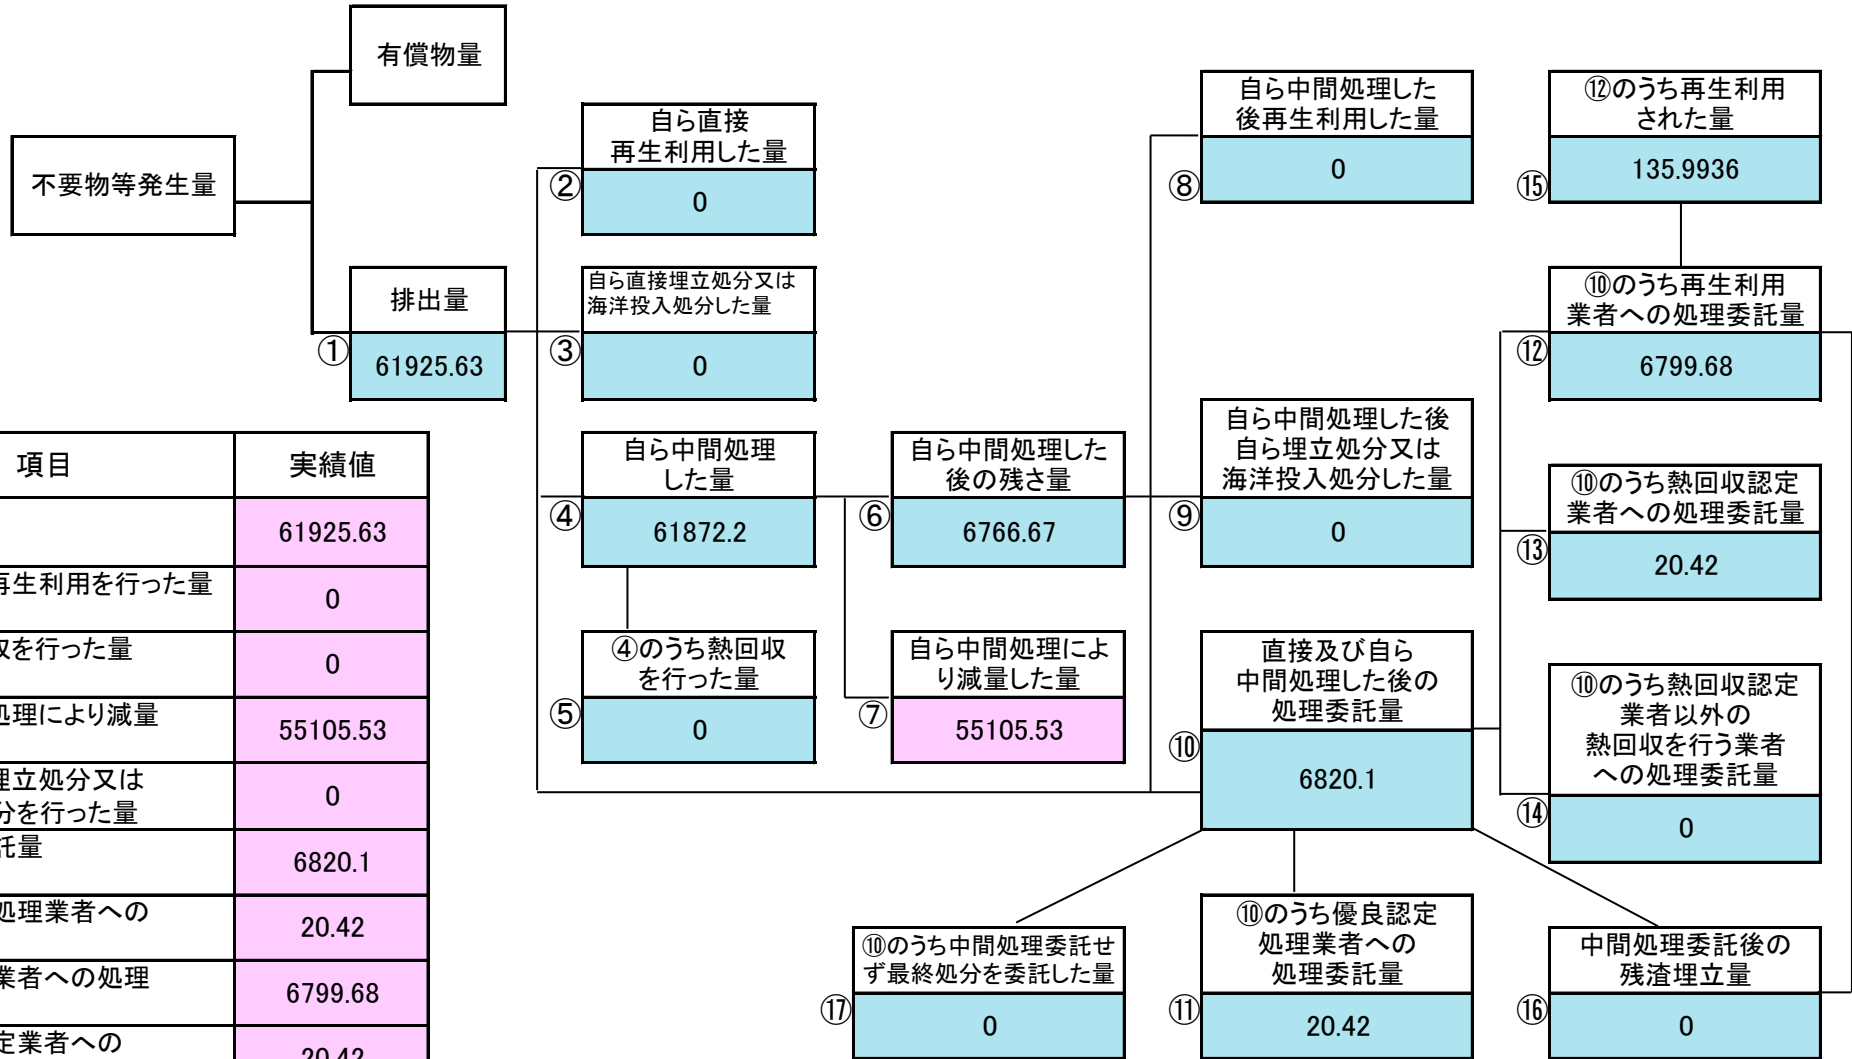 有償物量
不要物等発生量
排出量
①
61925.63
自ら直接
再生利用した量
②
0
自ら直接埋立処分又は
海洋投入処分した量
③
0
自ら中間処理
した量
④
61872.2
④のうち熱回収
を行った量
⑤
0
自ら中間処理した
後の残さ量
⑥
6766.67
自ら中間処理によ
り減量した量
⑦
55105.53
自ら中間処理した
後再生利用した量
⑧
0
自ら中間処理した後
自ら埋立処分又は
海洋投入処分した量
⑨
0
直接及び自ら
中間処理した後の
処理委託量
⑩
6820.1
⑫のうち再生利用
された量
⑮
135.9936
⑩のうち再生利用
業者への処理委託量
⑫
6799.68
⑩のうち熱回収認定
業者への処理委託量
⑬
20.42
⑩のうち熱回収認定
業者以外の
熱回収を行う業者
への処理委託量
⑭
0
⑩のうち中間処理委託せ
ず最終処分を委託した量
⑰
0
⑩のうち優良認定
処理業者への
処理委託量
⑪
20.42
中間処理委託後の
残渣埋立量
⑯
0
項目 実績値
61925.63
再生利用を行った量 0
を行った量 0
処理により減量 55105.53
埋立処分又は
分を行った量 0
託量 6820.1
処理業者への 20.42
業者への処理 6799.68
定業者への 20.42